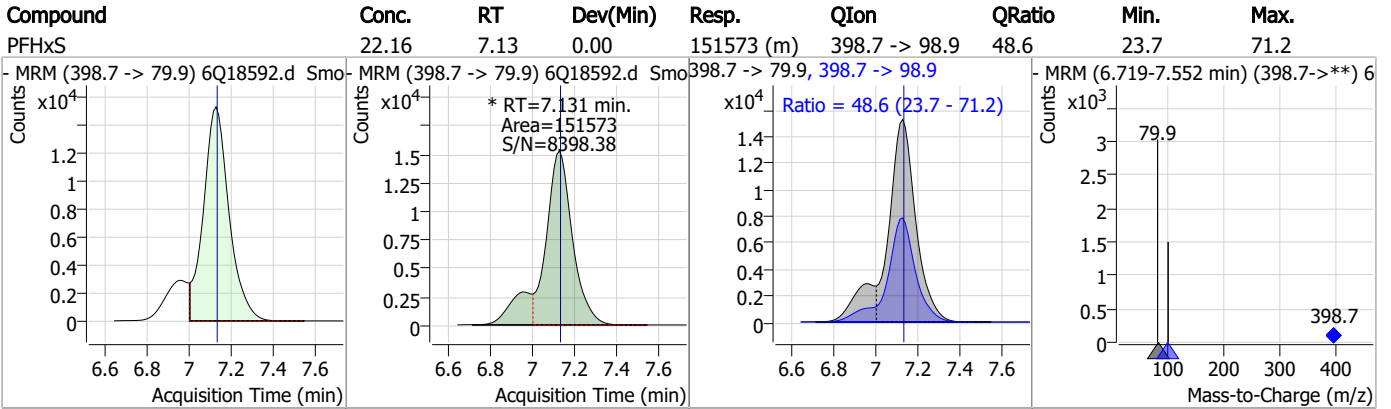 Compound Conc. RT Dev(Min) Resp. QIon QRatio Min. Max.
PFHxS 22.16 7.13 0.00 151573 (m) 398.7 -> 98.9 48.6 23.7 71.2
- MRM (398.7 -> 79.9) 6Q18592.d Smo
Counts
x10⁴
1.2
1
0.8
0.6
0.4
0.2
0
6.6 6.8 7 7.2 7.4 7.6
Acquisition Time (min)
- MRM (398.7 -> 79.9) 6Q18592.d Smo
Counts
x10⁴
* RT=7.131 min.
Area=151573
S/N=8398.38
1.5
1.25
1
0.75
0.5
0.25
0
6.6 6.8 7 7.2 7.4 7.6
Acquisition Time (min)
398.7 -> 79.9, 398.7 -> 98.9
Counts
x10⁴
Ratio = 48.6 (23.7 - 71.2)
1.4
1.2
1
0.8
0.6
0.4
0.2
0
6.6 6.8 7 7.2 7.4 7.6
Acquisition Time (min)
- MRM (6.719-7.552 min) (398.7->**) 6
Counts
x10³
79.9
3
2.5
2
1.5
1
0.5
0
398.7
100 200 300 400
Mass-to-Charge (m/z)